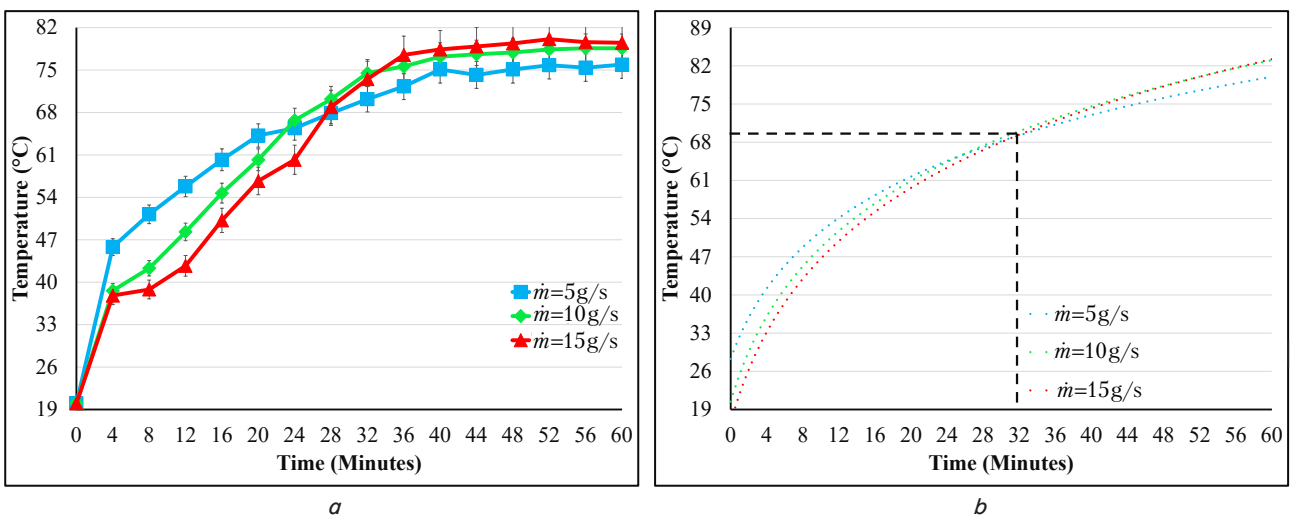 82
75
68
61
54
47
40
33
26
19
Temperature (°C)
ṁ=5g/s
ṁ=10g/s
ṁ=15g/s
0 4 8 12 16 20 24 28 32 36 40 44 48 52 56 60
Time (Minutes)
a
89
82
75
68
61
54
47
40
33
26
19
Temperature (°C)
ṁ=5g/s
ṁ=10g/s
ṁ=15g/s
0 4 8 12 16 20 24 28 32 36 40 44 48 52 56 60
Time (Minutes)
b